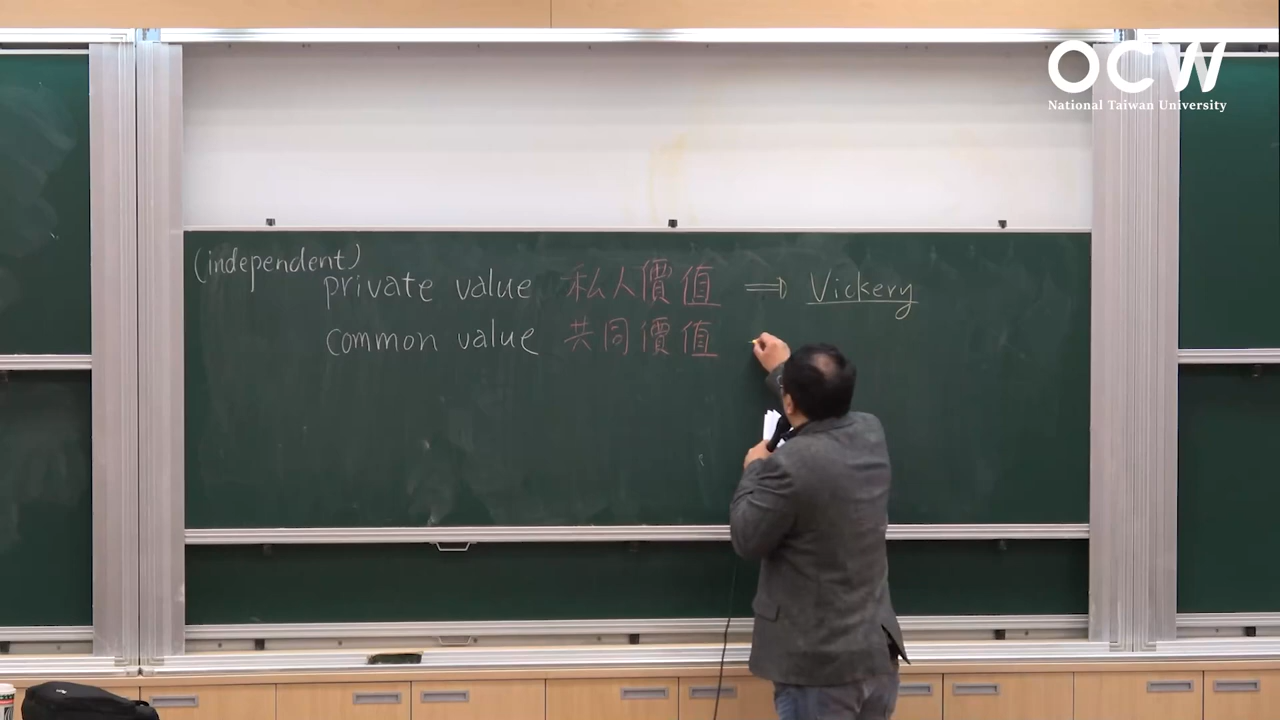 OCW
National Taiwan University
(independent)
private value 私人價值 ⇒ Vickery
common value 共同價值